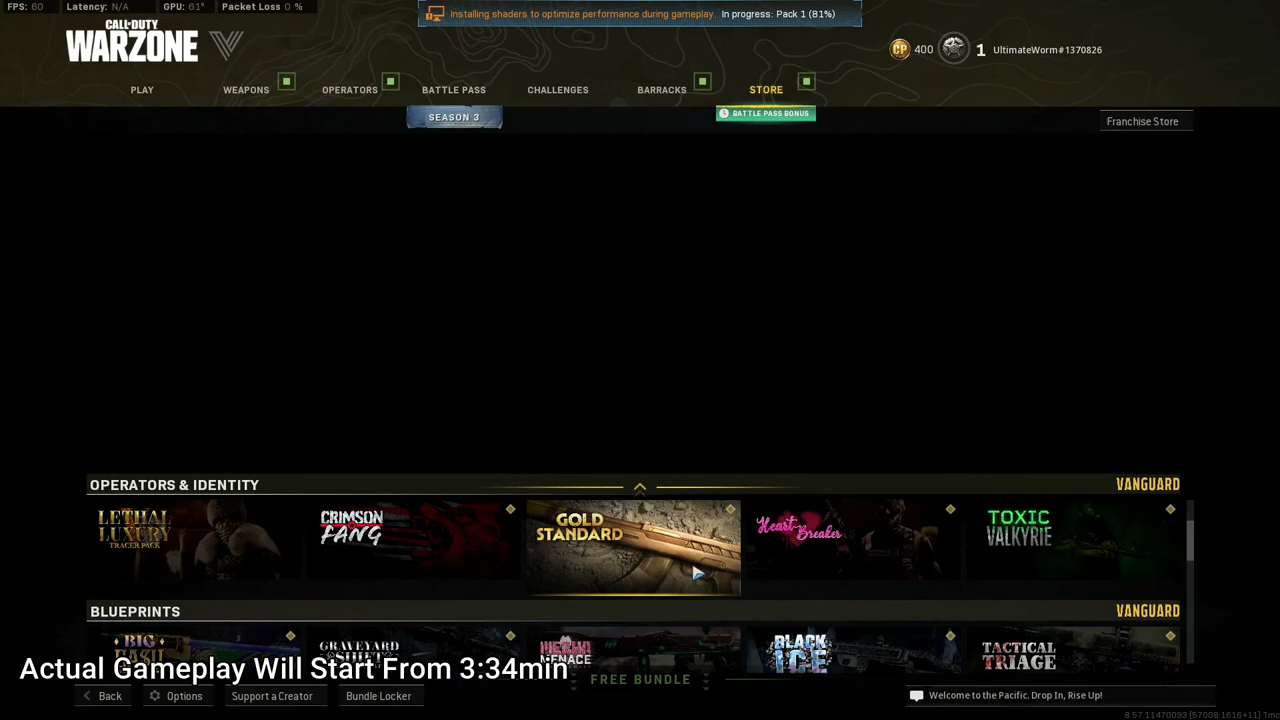 FPS: 60 Latency: N/A GPU: 61° Packet Loss 0 %
Installing shaders to optimize performance during gameplay. In progress: Pack 1 (81%)
CALL OF DUTY
WARZONE
CP 400 1 UltimateWorm#1370826
PLAY WEAPONS OPERATORS BATTLE PASS CHALLENGES BARRACKS STORE
SEASON 3 BATTLE PASS BONUS
Franchise Store
OPERATORS & IDENTITY VANGUARD
LETHAL LUXURY TRACER PACK
CRIMSON FANG
GOLD STANDARD
Heart Breaker
TOXIC VALKYRIE
BLUEPRINTS VANGUARD
BIG CASH
GRAVEYARD SHIFT
MENACE
BLACK ICE
TACTICAL TRIAGE
Actual Gameplay Will Start From 3:34min
FREE BUNDLE
Back Options Support a Creator Bundle Locker
Welcome to the Pacific. Drop In, Rise Up!